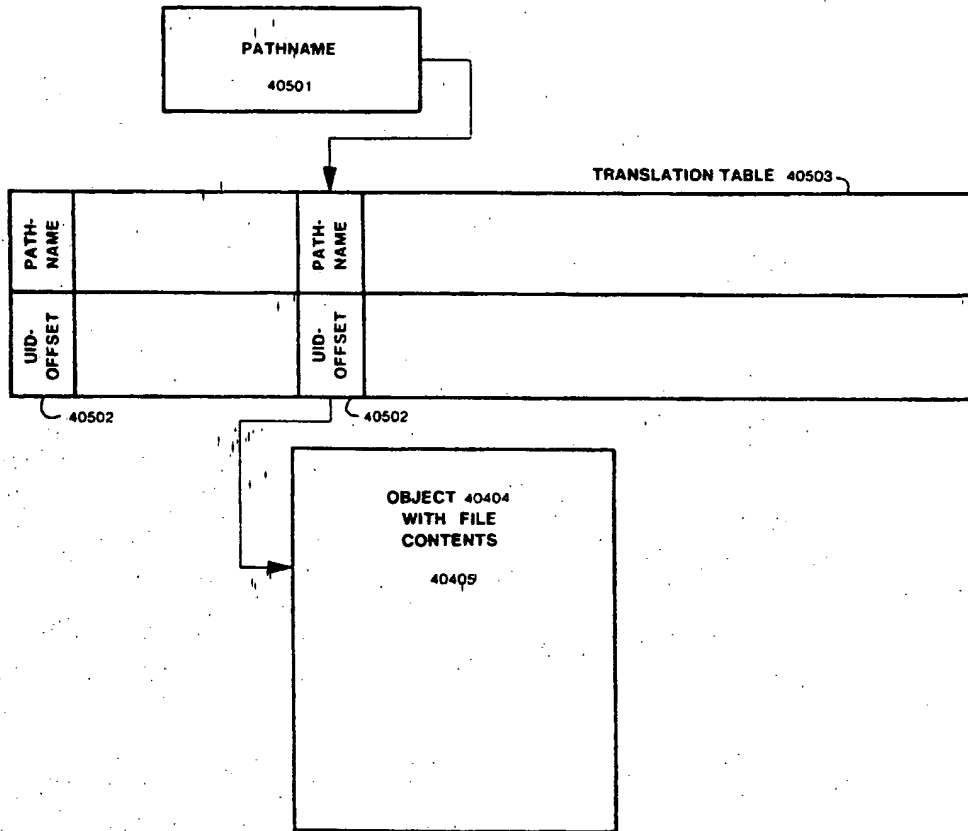 PATHNAME
40501
TRANSLATION TABLE 40503
PATH-
NAME
PATH-
NAME
UID-
OFFSET
UID-
OFFSET
40502
40502
OBJECT 40404
WITH FILE
CONTENTS
40405